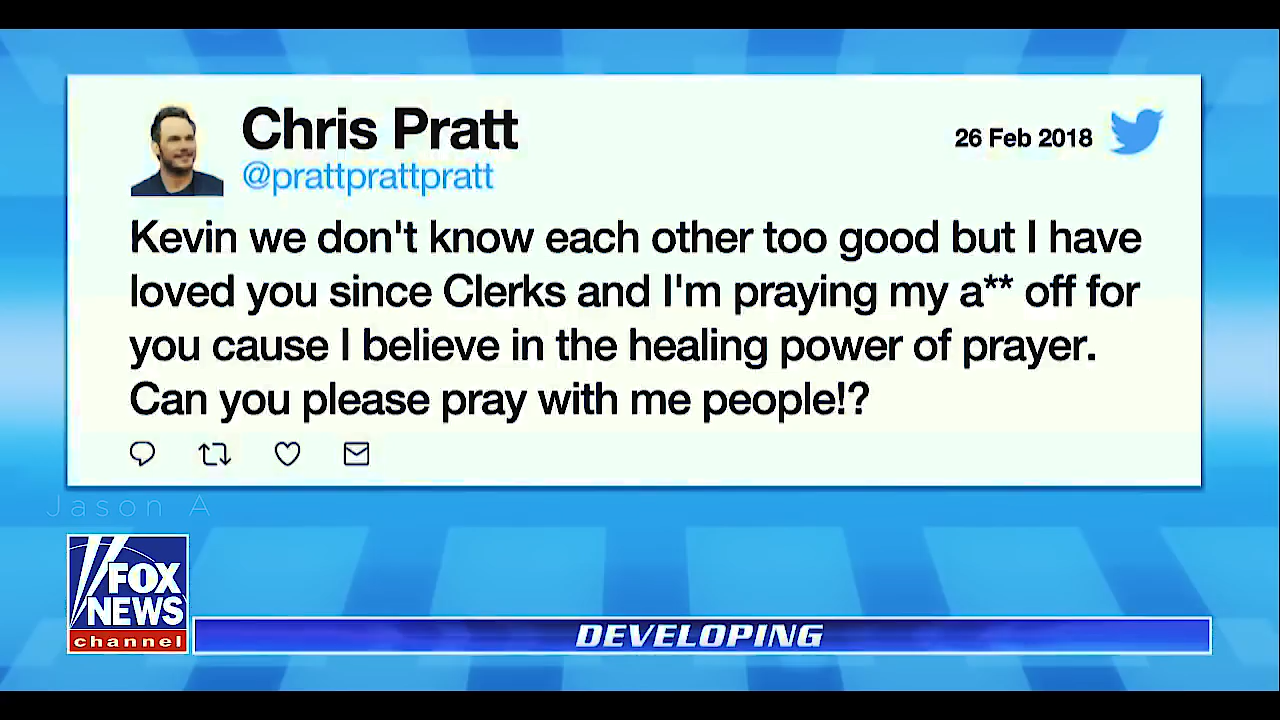 Chris Pratt
26 Feb 2018
@prattprattpratt
Kevin we don't know each other too good but I have
loved you since Clerks and I'm praying my a** off for
you cause I believe in the healing power of prayer.
Can you please pray with me people!?
Jason A
FOX
NEWS
channel
DEVELOPING